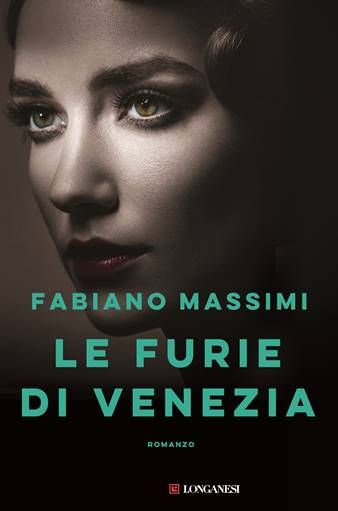 FABIANO MASSIMI
LE FURIE
DI VENEZIA
ROMANZO
LONGANESI